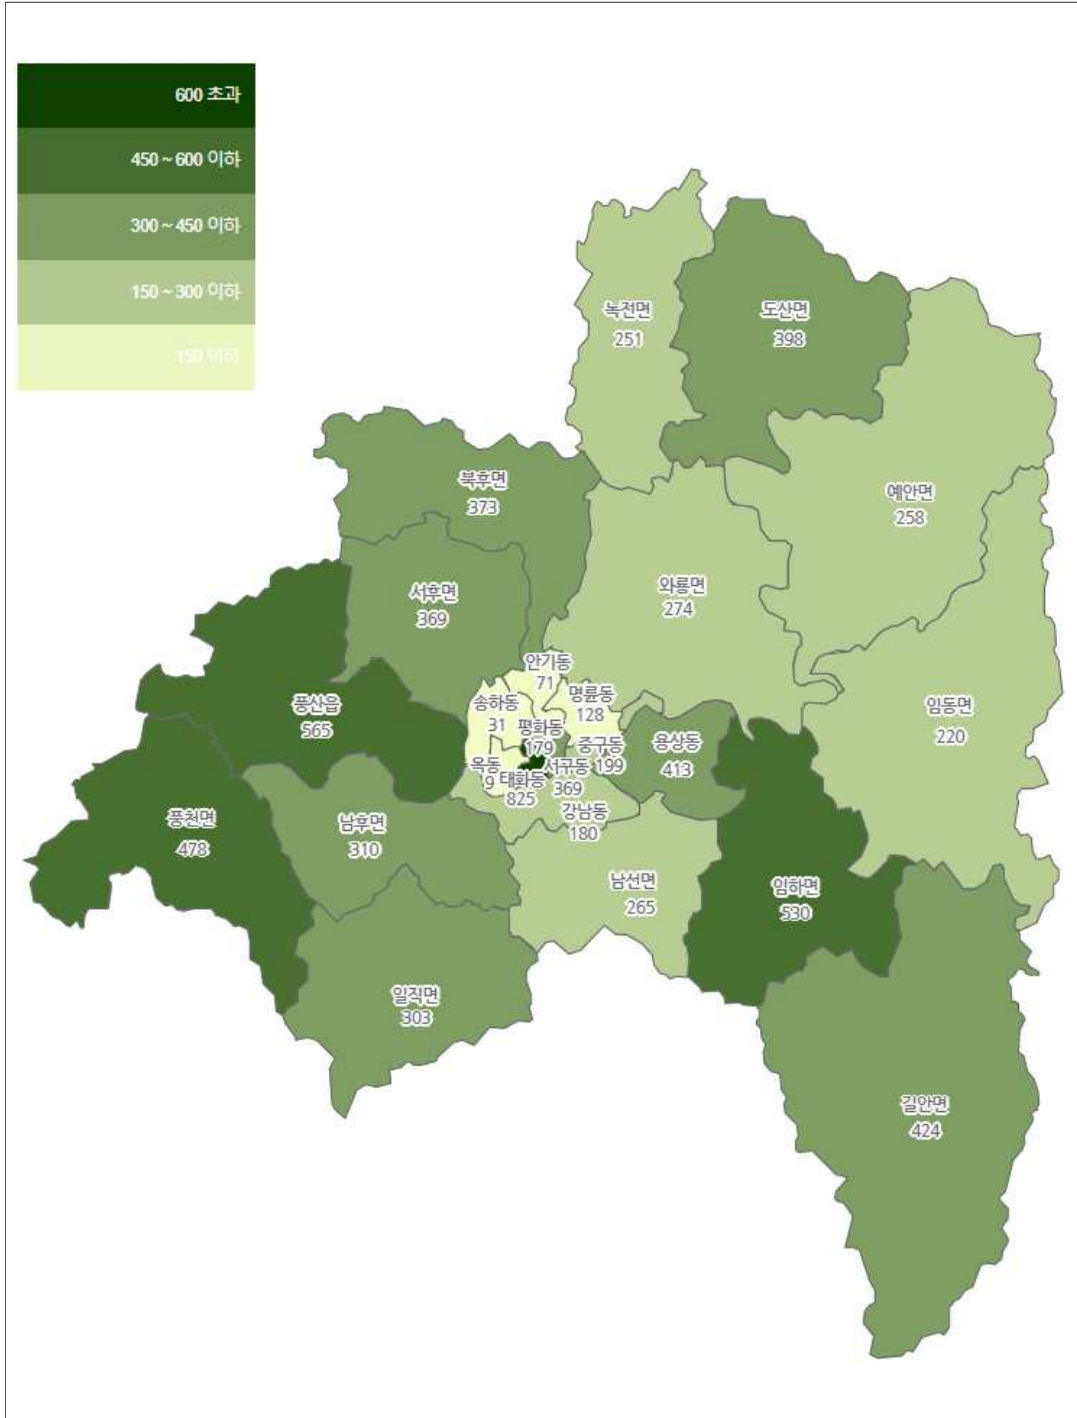 600 초과
450 ~ 600 이하
300 ~ 450 이하
150 ~ 300 이하
150 이하
녹전면
251
도산면
398
북후면
373
예안면
258
서후면
369
와룡면
274
안기동
71
송하동
31
명륜동
128
평화동
179
중구동
199
풍산읍
565
용상동
413
임동면
220
옥동
9
태화동
825
서구동
369
강남동
180
풍천면
478
남후면
310
남선면
265
임하면
530
일직면
303
길안면
424